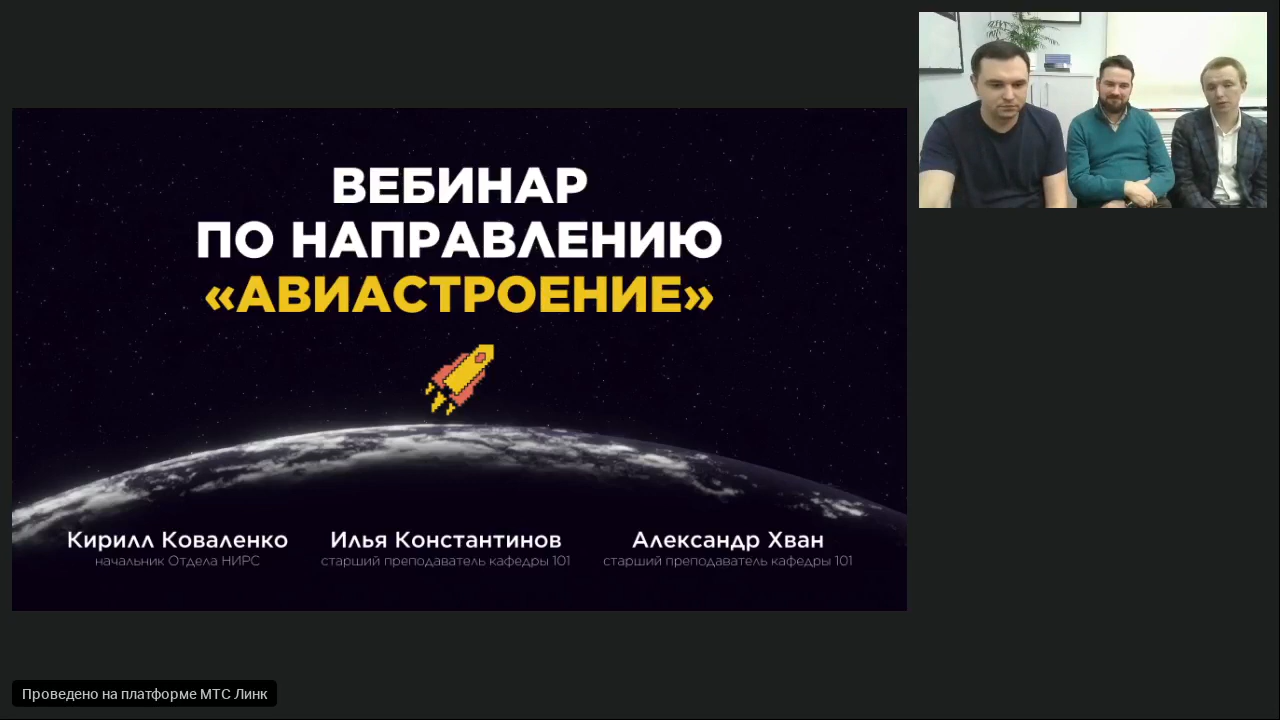 ВЕБИНАР
ПО НАПРАВЛЕНИЮ
«АВИАСТРОЕНИЕ»
Кирилл Коваленко
начальник Отдела НИРС
Илья Константинов
старший преподаватель кафедры 101
Александр Хван
старший преподаватель кафедры 101
Проведено на платформе МТС Линк